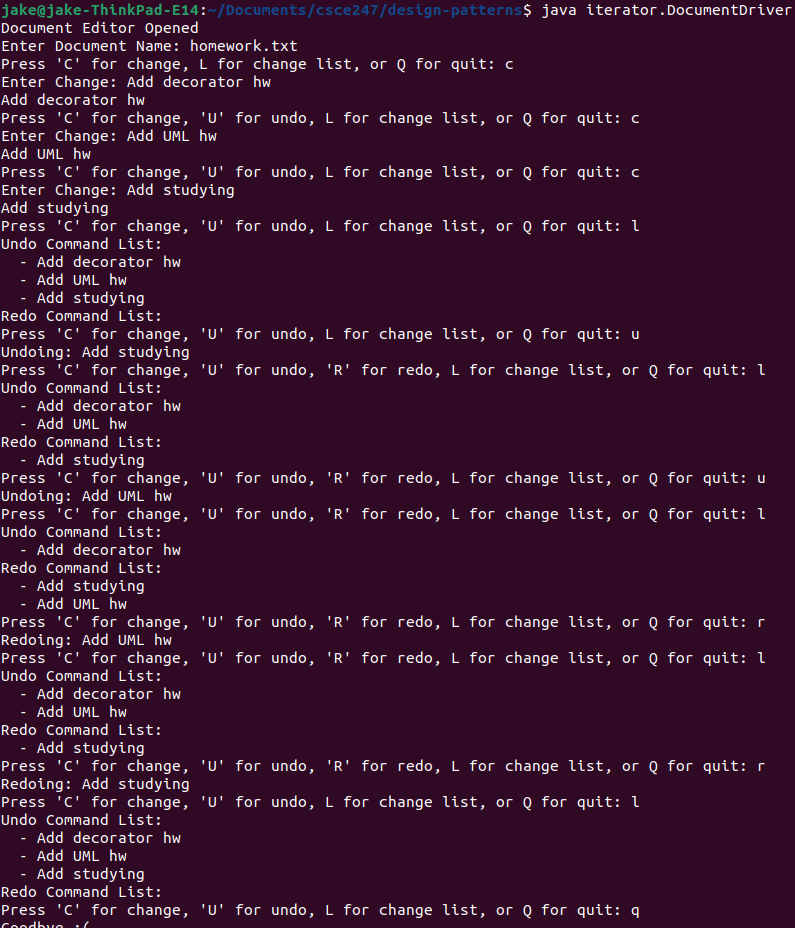 jake@jake-ThinkPad-E14:~/Documents/csce247/design-patterns$ java iterator.DocumentDriver
Document Editor Opened
Enter Document Name: homework.txt
Press 'C' for change, L for change list, or Q for quit: c
Enter Change: Add decorator hw
Add decorator hw
Press 'C' for change, 'U' for undo, L for change list, or Q for quit: c
Enter Change: Add UML hw
Add UML hw
Press 'C' for change, 'U' for undo, L for change list, or Q for quit: c
Enter Change: Add studying
Add studying
Press 'C' for change, 'U' for undo, L for change list, or Q for quit: l
Undo Command List:
  - Add decorator hw
  - Add UML hw
  - Add studying
Redo Command List:
Press 'C' for change, 'U' for undo, L for change list, or Q for quit: u
Undoing: Add studying
Press 'C' for change, 'U' for undo, 'R' for redo, L for change list, or Q for quit: l
Undo Command List:
  - Add decorator hw
  - Add UML hw
Redo Command List:
  - Add studying
Press 'C' for change, 'U' for undo, 'R' for redo, L for change list, or Q for quit: u
Undoing: Add UML hw
Press 'C' for change, 'U' for undo, 'R' for redo, L for change list, or Q for quit: l
Undo Command List:
  - Add decorator hw
Redo Command List:
  - Add studying
  - Add UML hw
Press 'C' for change, 'U' for undo, 'R' for redo, L for change list, or Q for quit: r
Redoing: Add UML hw
Press 'C' for change, 'U' for undo, 'R' for redo, L for change list, or Q for quit: l
Undo Command List:
  - Add decorator hw
  - Add UML hw
Redo Command List:
  - Add studying
Press 'C' for change, 'U' for undo, 'R' for redo, L for change list, or Q for quit: r
Redoing: Add studying
Press 'C' for change, 'U' for undo, L for change list, or Q for quit: l
Undo Command List:
  - Add decorator hw
  - Add UML hw
  - Add studying
Redo Command List:
Press 'C' for change, 'U' for undo, L for change list, or Q for quit: q
Goodbye :(